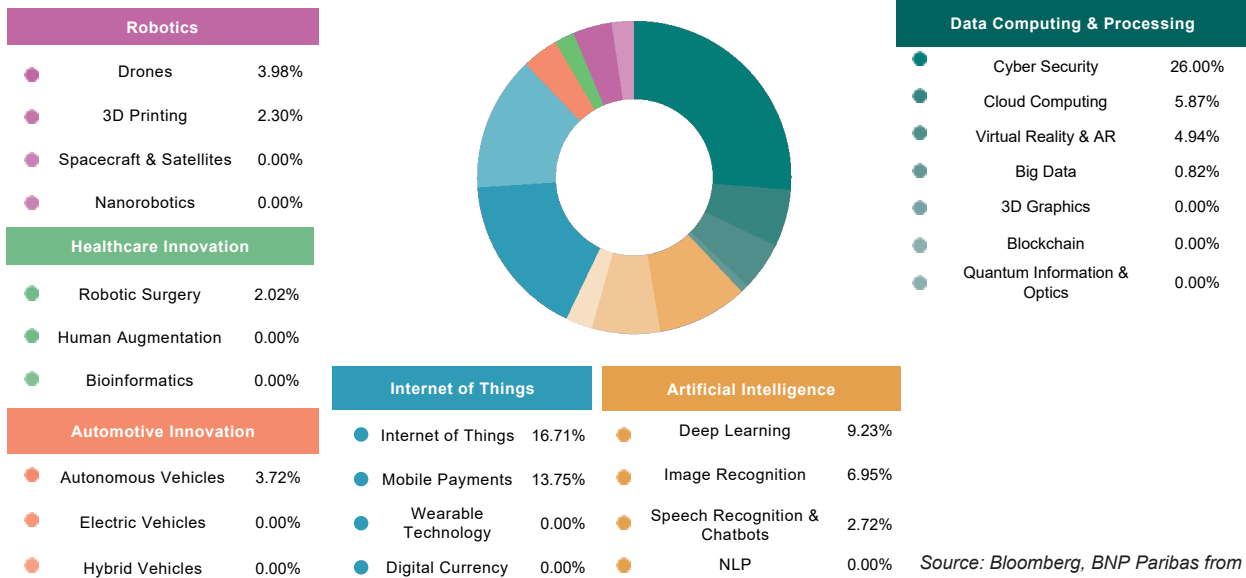 Robotics
Drones 3.98%
3D Printing 2.30%
Spacecraft & Satellites 0.00%
Nanorobotics 0.00%
Healthcare Innovation
Robotic Surgery 2.02%
Human Augmentation 0.00%
Bioinformatics 0.00%
Automotive Innovation
Autonomous Vehicles 3.72%
Electric Vehicles 0.00%
Hybrid Vehicles 0.00%
Internet of Things
Internet of Things 16.71%
Mobile Payments 13.75%
Wearable
Technology 0.00%
Digital Currency 0.00%
Artificial Intelligence
Deep Learning 9.23%
Image Recognition 6.95%
Speech Recognition &
Chatbots 2.72%
NLP 0.00%
Data Computing & Processing
Cyber Security 26.00%
Cloud Computing 5.87%
Virtual Reality & AR 4.94%
Big Data 0.82%
3D Graphics 0.00%
Blockchain 0.00%
Quantum Information &
Optics 0.00%
Source: Bloomberg, BNP Paribas from